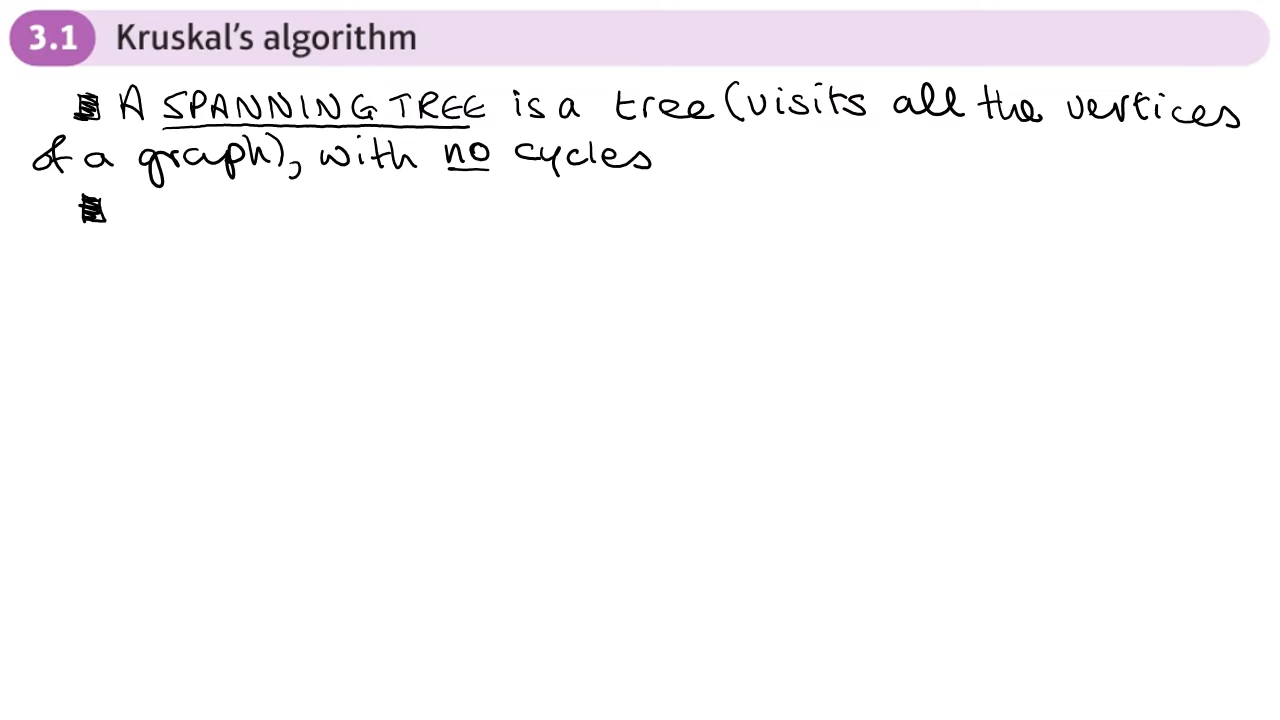 3.1 Kruskal's algorithm
A SPANNING TREE is a tree (visits all the vertices
of a graph), with no cycles